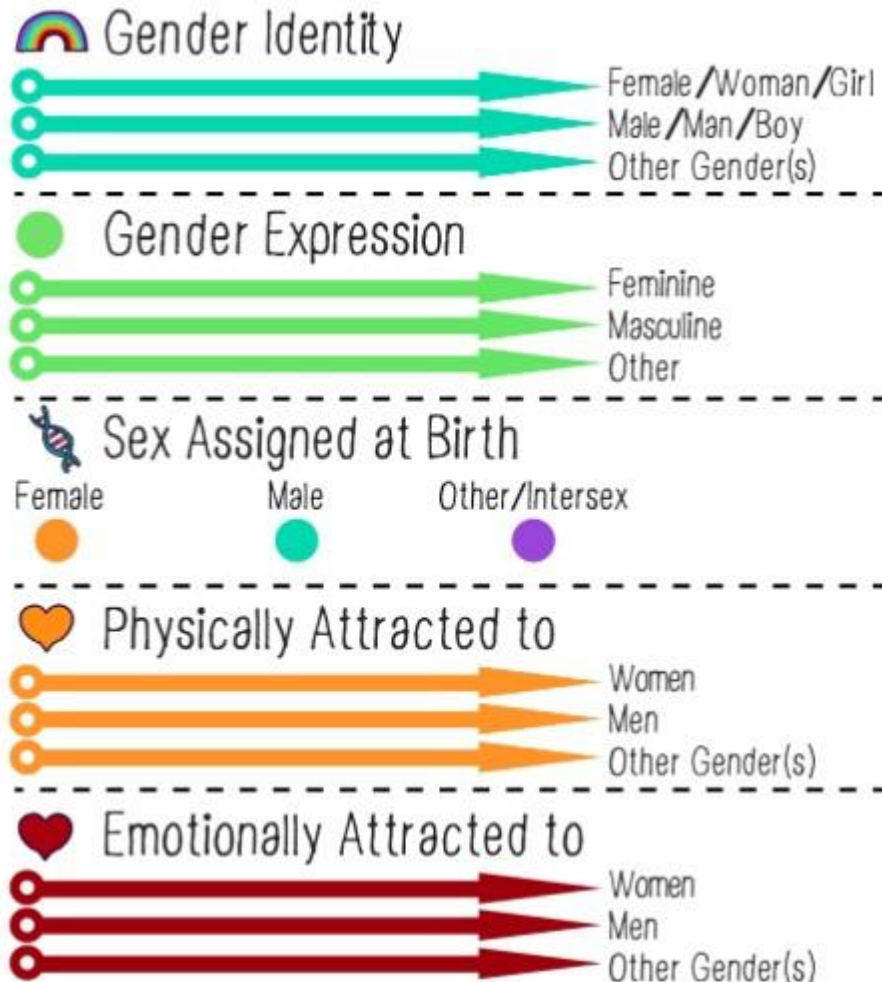 Gender Identity
Female/Woman/Girl
Male/Man/Boy
Other Gender(s)
Gender Expression
Feminine
Masculine
Other
Sex Assigned at Birth
Female Male Other/Intersex
Physically Attracted to
Women
Men
Other Gender(s)
Emotionally Attracted to
Women
Men
Other Gender(s)